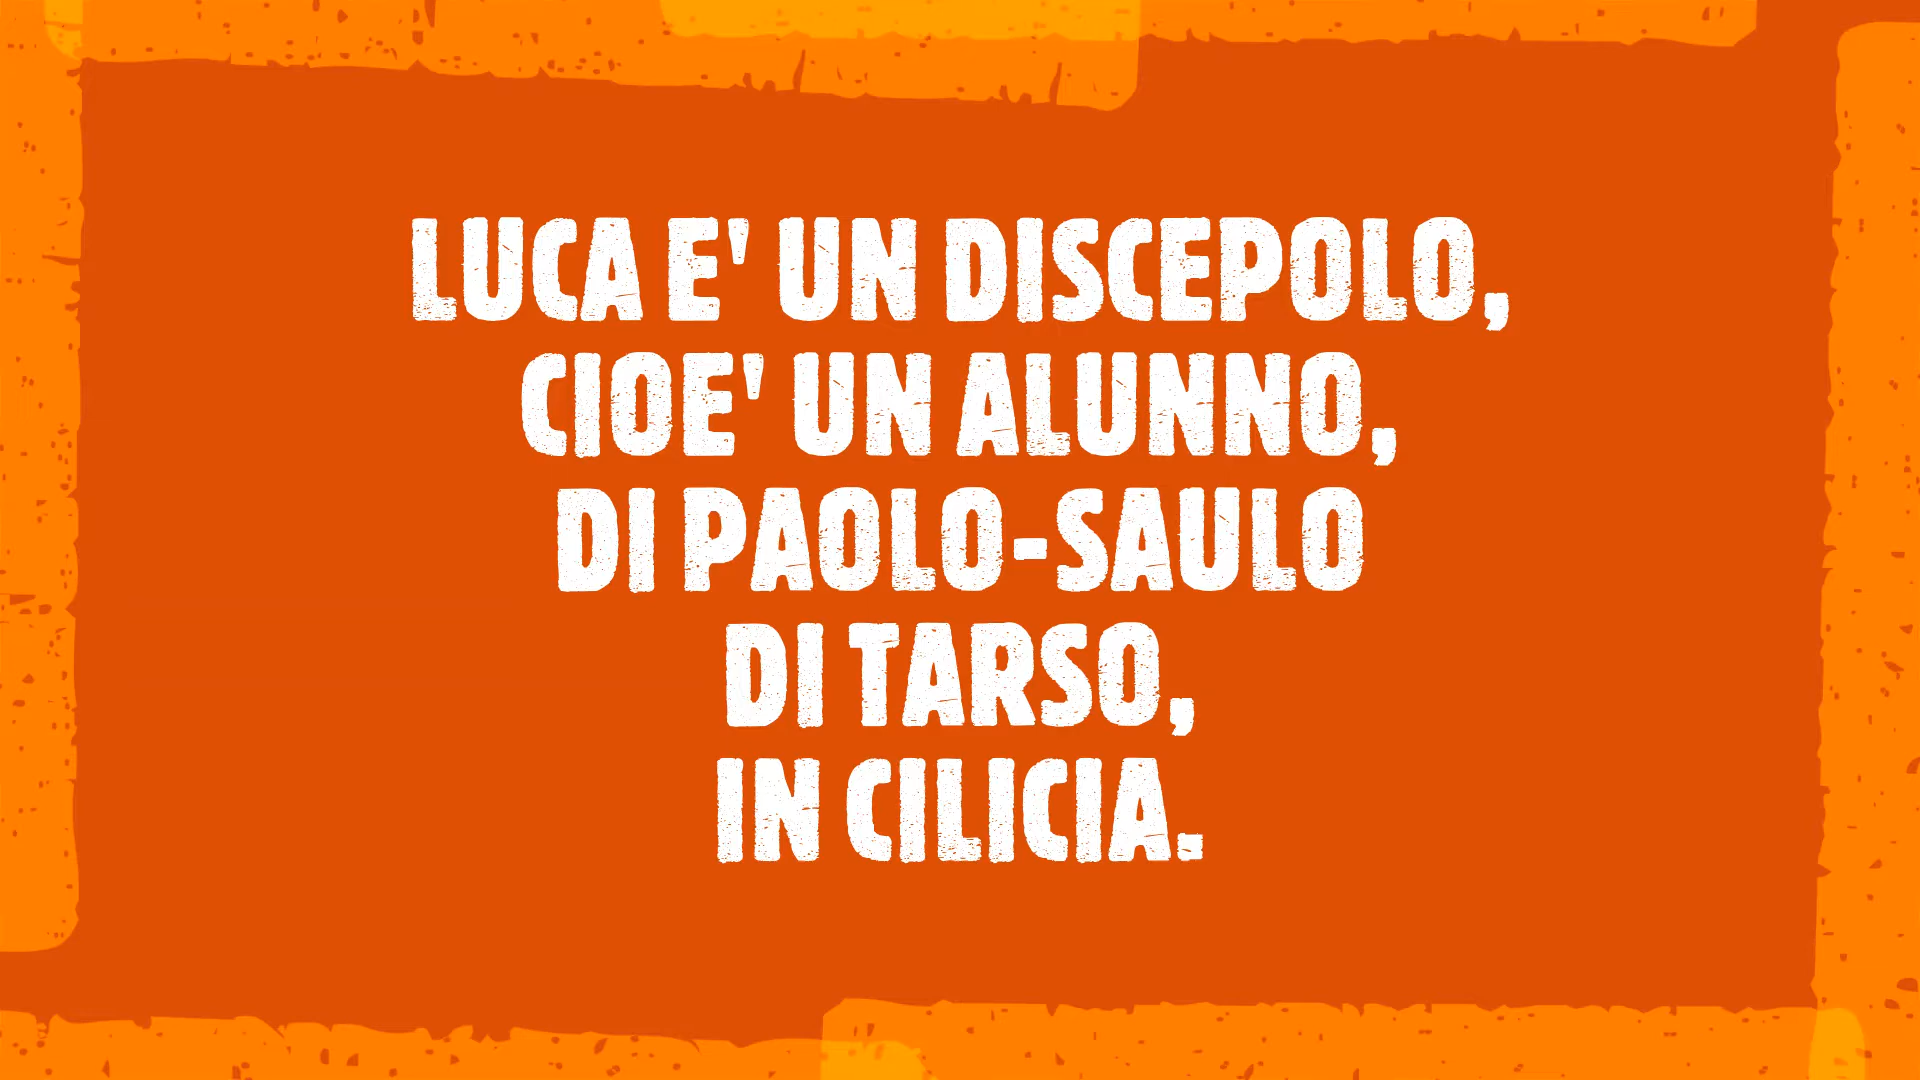 LUCA E' UN DISCEPOLO,
CIOE' UN ALUNNO,
DI PAOLO-SAULO
DI TARSO,
IN CILICIA.